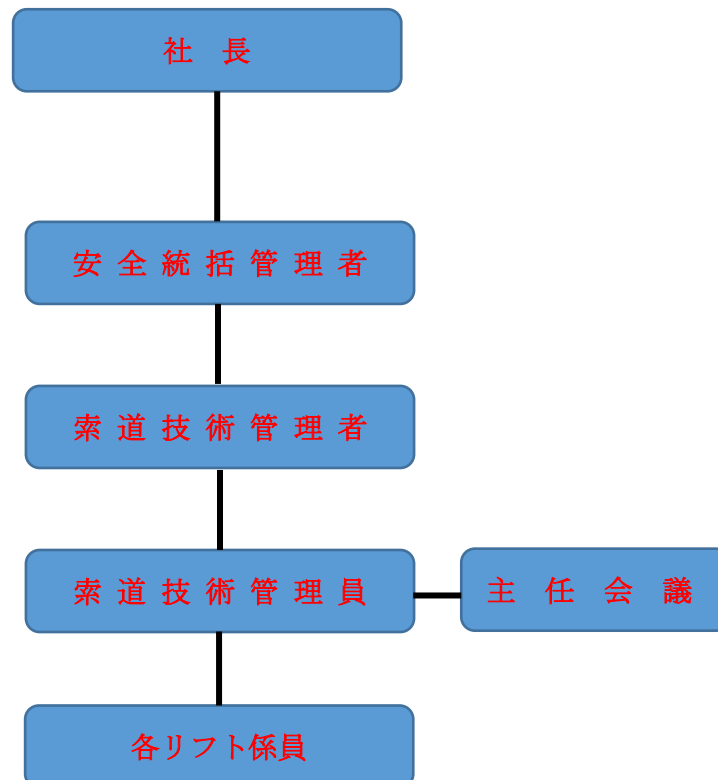 社 長
安 全 統 括 管 理 者
索 道 技 術 管 理 者
索 道 技 術 管 理 員
主 任 会 議
各リフト係員